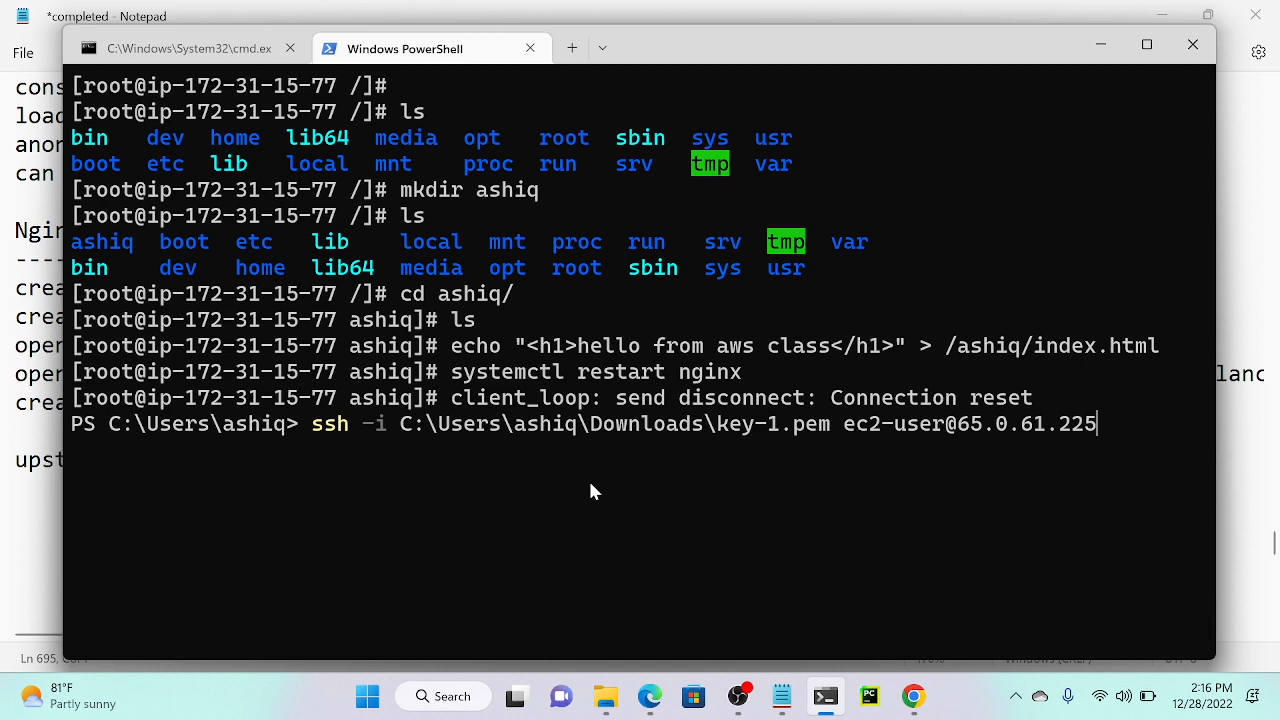 *completed - Notepad
C:\Windows\System32\cmd.ex
Windows PowerShell
File
cons
load
anon
can
Ngin
----
crea
crea
oper
oper
crea
upst
lanc
[root@ip-172-31-15-77 /]#
[root@ip-172-31-15-77 /]# ls
bin dev home lib64 media opt root sbin sys usr
boot etc lib local mnt proc run srv tmp var
[root@ip-172-31-15-77 /]# mkdir ashiq
[root@ip-172-31-15-77 /]# ls
ashiq boot etc lib local mnt proc run srv tmp var
bin dev home lib64 media opt root sbin sys usr
[root@ip-172-31-15-77 /]# cd ashiq/
[root@ip-172-31-15-77 ashiq]# ls
[root@ip-172-31-15-77 ashiq]# echo "<h1>hello from aws class</h1>" > /ashiq/index.html
[root@ip-172-31-15-77 ashiq]# systemctl restart nginx
[root@ip-172-31-15-77 ashiq]# client_loop: send disconnect: Connection reset
PS C:\Users\ashiq> ssh -i C:\Users\ashiq\Downloads\key-1.pem ec2-user@65.0.61.225
Ln 695,
81°F
Partly sunny
Search
PC
2:16 PM
12/28/2022